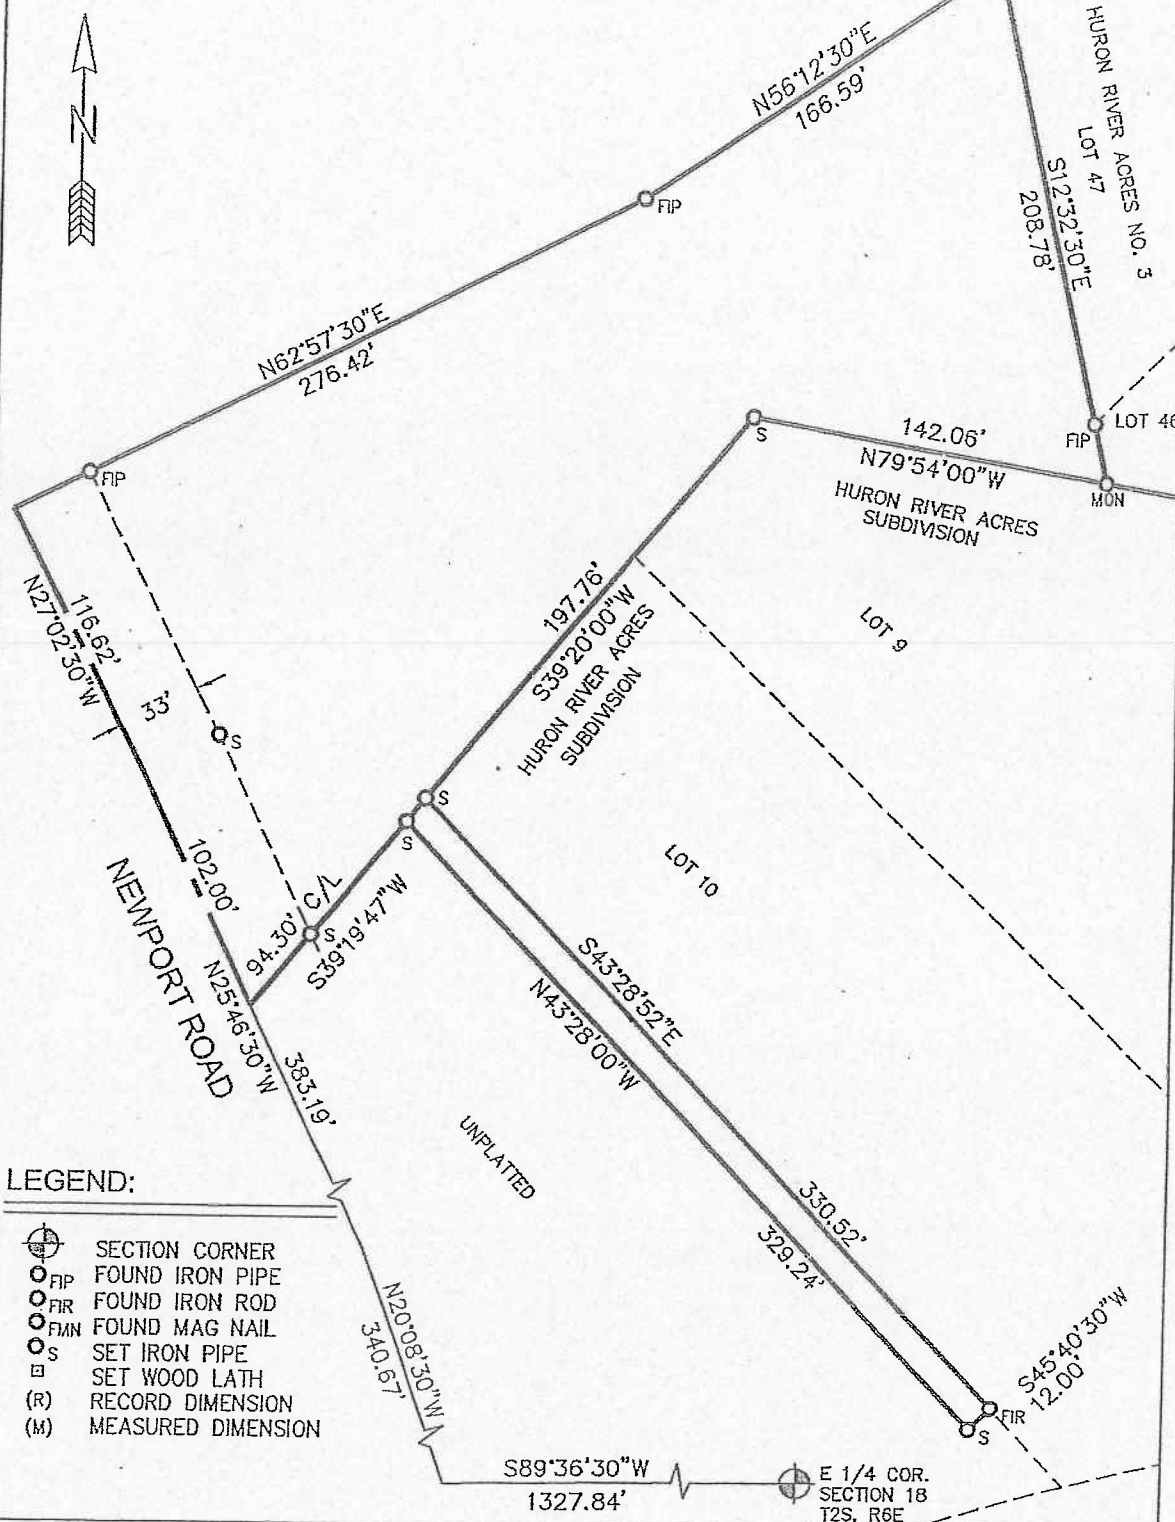 N
N56°12'30"E
166.59'
HURON RIVER ACRES NO. 3
LOT 47
S12°32'30"E
208.78'
FIP
N62°57'30"E
276.42'
FIP
S
142.06'
N79°54'00"W
FIP
LOT 46
MON
HURON RIVER ACRES
SUBDIVISION
N27°02'30"W
116.62'
33'
S
197.76'
S39°20'00"W
HURON RIVER ACRES
SUBDIVISION
LOT 9
S
S
LOT 10
NEWPORT ROAD
102.00'
N25°46'30"W
94.30'
C/L
S
S39°19'47"W
S43°28'52"E
N43°28'00"W
383.19'
UNPLATTED
330.52'
329.24'
LEGEND:
SECTION CORNER
FIP FOUND IRON PIPE
FIR FOUND IRON ROD
FMN FOUND MAG NAIL
S SET IRON PIPE
SET WOOD LATH
(R) RECORD DIMENSION
(M) MEASURED DIMENSION
N20°08'30"W
340.67'
S45°40'30"W
12.00'
FIR
S
S89°36'30"W
1327.84'
E 1/4 COR.
SECTION 18
T2S, R6E